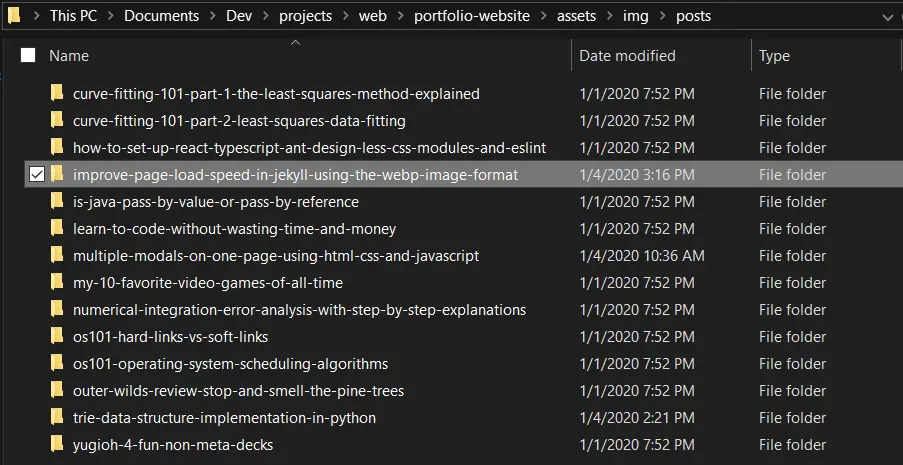 This PC > Documents > Dev > projects > web > portfolio-website > assets > img > posts
Name Date modified Type
curve-fitting-101-part-1-the-least-squares-method-explained 1/1/2020 7:52 PM File folder
curve-fitting-101-part-2-least-squares-data-fitting 1/1/2020 7:52 PM File folder
how-to-set-up-react-typescript-ant-design-less-css-modules-and-eslint 1/1/2020 7:52 PM File folder
improve-page-load-speed-in-jekyll-using-the-webp-image-format 1/4/2020 3:16 PM File folder
is-java-pass-by-value-or-pass-by-reference 1/1/2020 7:52 PM File folder
learn-to-code-without-wasting-time-and-money 1/1/2020 7:52 PM File folder
multiple-modals-on-one-page-using-html-css-and-javascript 1/4/2020 10:36 AM File folder
my-10-favorite-video-games-of-all-time 1/1/2020 7:52 PM File folder
numerical-integration-error-analysis-with-step-by-step-explanations 1/1/2020 7:52 PM File folder
os101-hard-links-vs-soft-links 1/1/2020 7:52 PM File folder
os101-operating-system-scheduling-algorithms 1/1/2020 7:52 PM File folder
outer-wilds-review-stop-and-smell-the-pine-trees 1/1/2020 7:52 PM File folder
trie-data-structure-implementation-in-python 1/4/2020 2:21 PM File folder
yugioh-4-fun-non-meta-decks 1/1/2020 7:52 PM File folder